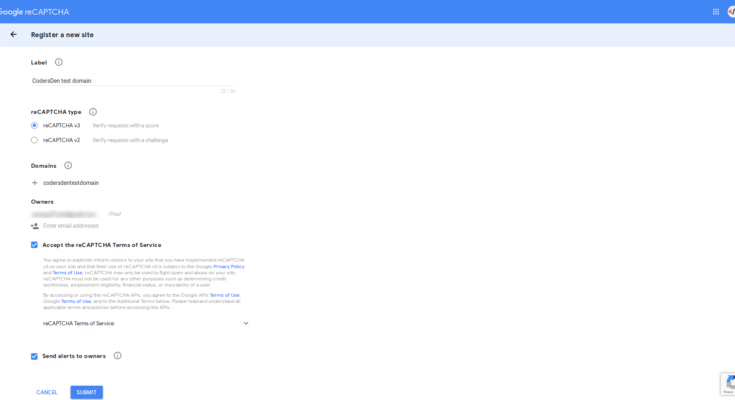 Google reCAPTCHA
Register a new site
Label
CodersDen test domain
reCAPTCHA type
reCAPTCHA v3 Verify requests with a score
reCAPTCHA v2 Verify requests with a challenge
Domains
codersdentestdomain
Owners
(You)
Enter email addresses
Accept the reCAPTCHA Terms of Service
You agree to explicitly inform visitors to your site that you have implemented reCAPTCHA
v3 on your site and that their use of reCAPTCHA v3 is subject to the Google Privacy Policy
and Terms of Use. reCAPTCHA may only be used to fight spam and abuse on your site.
reCAPTCHA must not be used for any other purposes such as determining credit
worthiness, employment eligibility, financial status, or insurability of a user.
By accessing or using the reCAPTCHA APIs, you agree to the Google APIs Terms of Use,
Google Terms of Use, and to the Additional Terms below. Please read and understand all
applicable terms and policies before accessing the APIs.
reCAPTCHA Terms of Service
Send alerts to owners
CANCEL SUBMIT